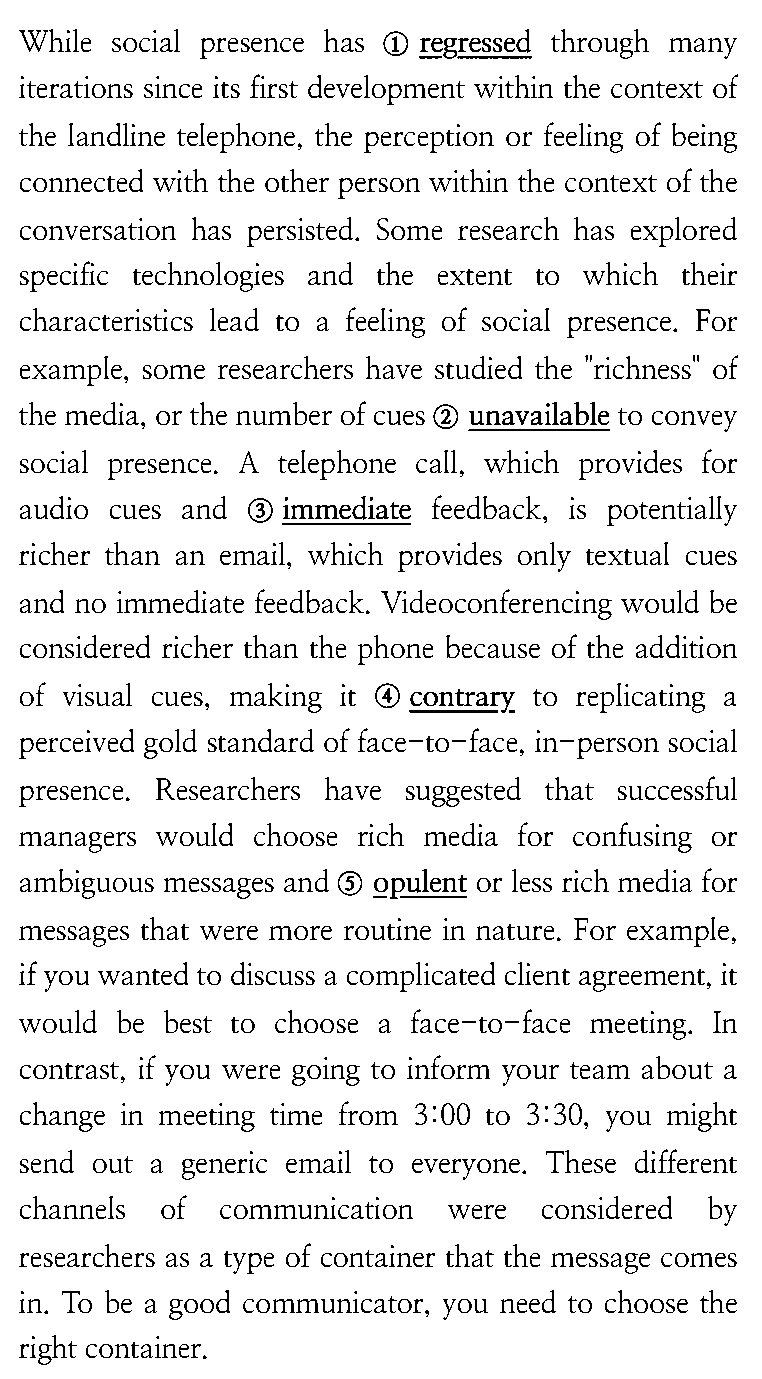 While social presence has ① regressed through many
iterations since its first development within the context of
the landline telephone, the perception or feeling of being
connected with the other person within the context of the
conversation has persisted. Some research has explored
specific technologies and the extent to which their
characteristics lead to a feeling of social presence. For
example, some researchers have studied the "richness" of
the media, or the number of cues ② unavailable to convey
social presence. A telephone call, which provides for
audio cues and ③ immediate feedback, is potentially
richer than an email, which provides only textual cues
and no immediate feedback. Videoconferencing would be
considered richer than the phone because of the addition
of visual cues, making it ④ contrary to replicating a
perceived gold standard of face-to-face, in-person social
presence. Researchers have suggested that successful
managers would choose rich media for confusing or
ambiguous messages and ⑤ opulent or less rich media for
messages that were more routine in nature. For example,
if you wanted to discuss a complicated client agreement, it
would be best to choose a face-to-face meeting. In
contrast, if you were going to inform your team about a
change in meeting time from 3:00 to 3:30, you might
send out a generic email to everyone. These different
channels of communication were considered by
researchers as a type of container that the message comes
in. To be a good communicator, you need to choose the
right container.